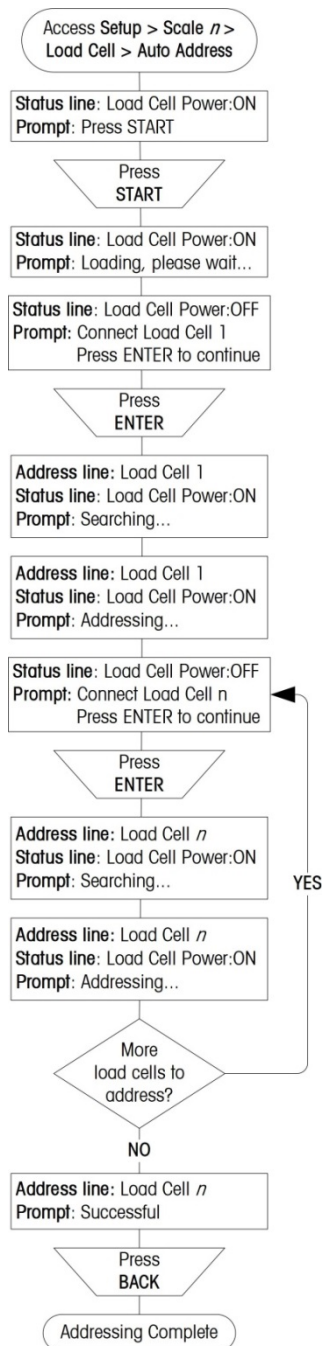 Access Setup > Scale n >
Load Cell > Auto Address
Status line: Load Cell Power:ON
Prompt: Press START
Press
START
Status line: Load Cell Power:ON
Prompt: Loading, please wait...
Status line: Load Cell Power:OFF
Prompt: Connect Load Cell 1
Press ENTER to continue
Press
ENTER
Address line: Load Cell 1
Status line: Load Cell Power:ON
Prompt: Searching...
Address line: Load Cell 1
Status line: Load Cell Power:ON
Prompt: Addressing...
Status line: Load Cell Power:OFF
Prompt: Connect Load Cell n
Press ENTER to continue
Press
ENTER
Address line: Load Cell n
Status line: Load Cell Power:ON
Prompt: Searching...
YES
Address line: Load Cell n
Status line: Load Cell Power:ON
Prompt: Addressing...
More
load cells to
address?
NO
Address line: Load Cell n
Prompt: Successful
Press
BACK
Addressing Complete